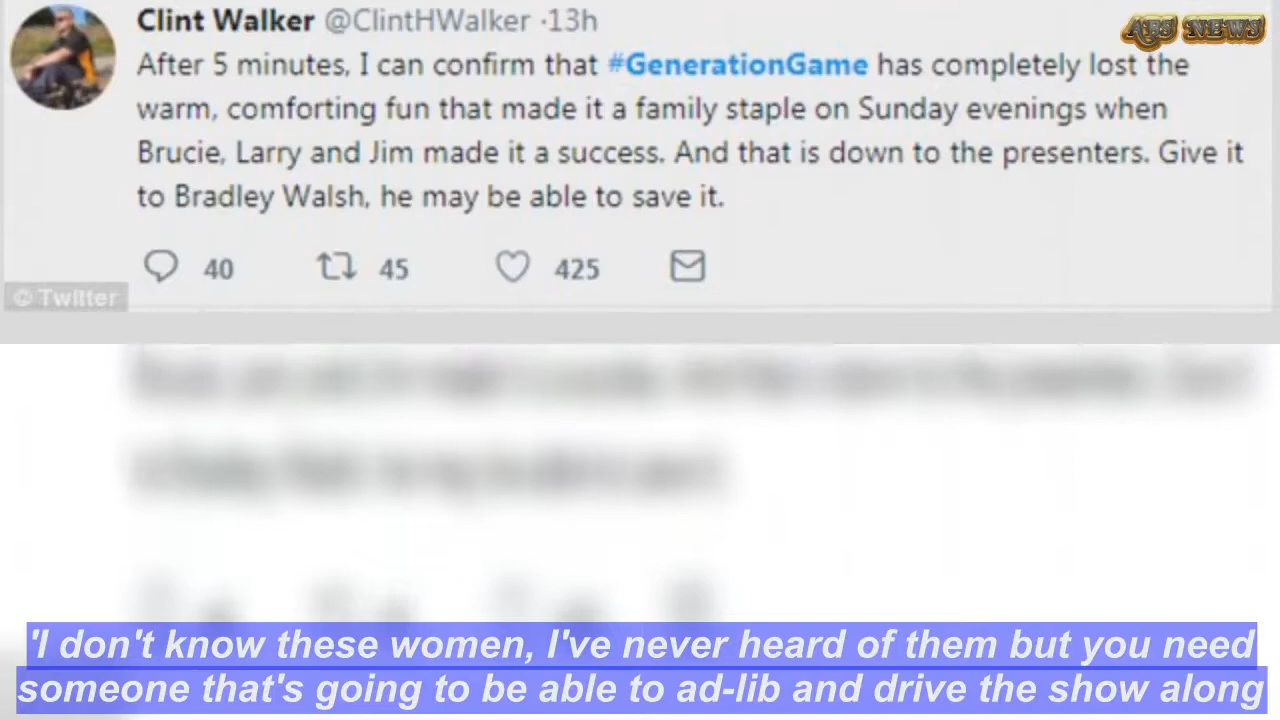 Clint Walker @ClintHWalker ·13h
ABS NEWS
After 5 minutes, I can confirm that #GenerationGame has completely lost the
warm, comforting fun that made it a family staple on Sunday evenings when
Brucie, Larry and Jim made it a success. And that is down to the presenters. Give it
to Bradley Walsh, he may be able to save it.
40 45 425
© Twitter
'I don't know these women, I've never heard of them but you need
someone that's going to be able to ad-lib and drive the show along